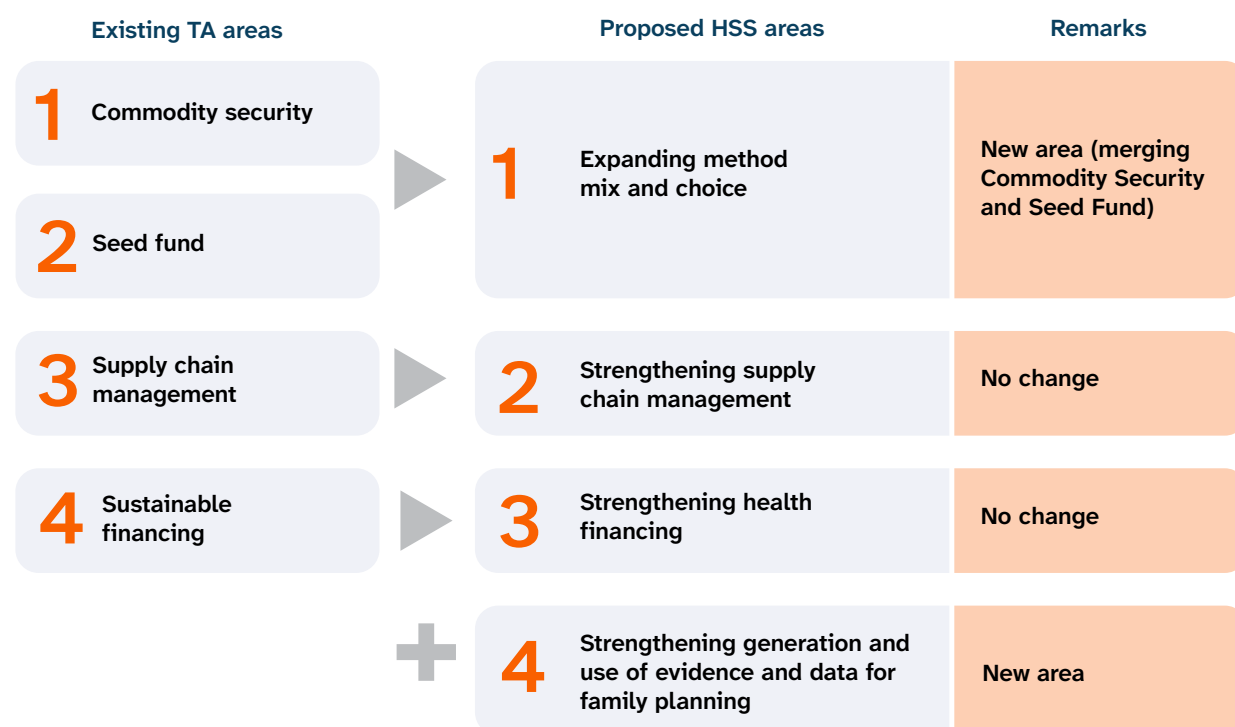 Existing TA areas
Proposed HSS areas
Remarks
1
Commodity security
2
Seed fund
1
Expanding method
mix and choice
New area (merging
Commodity Security
and Seed Fund)
3
Supply chain
management
2
Strengthening supply
chain management
No change
4
Sustainable
financing
3
Strengthening health
financing
No change
4
Strengthening generation and
use of evidence and data for
family planning
New area